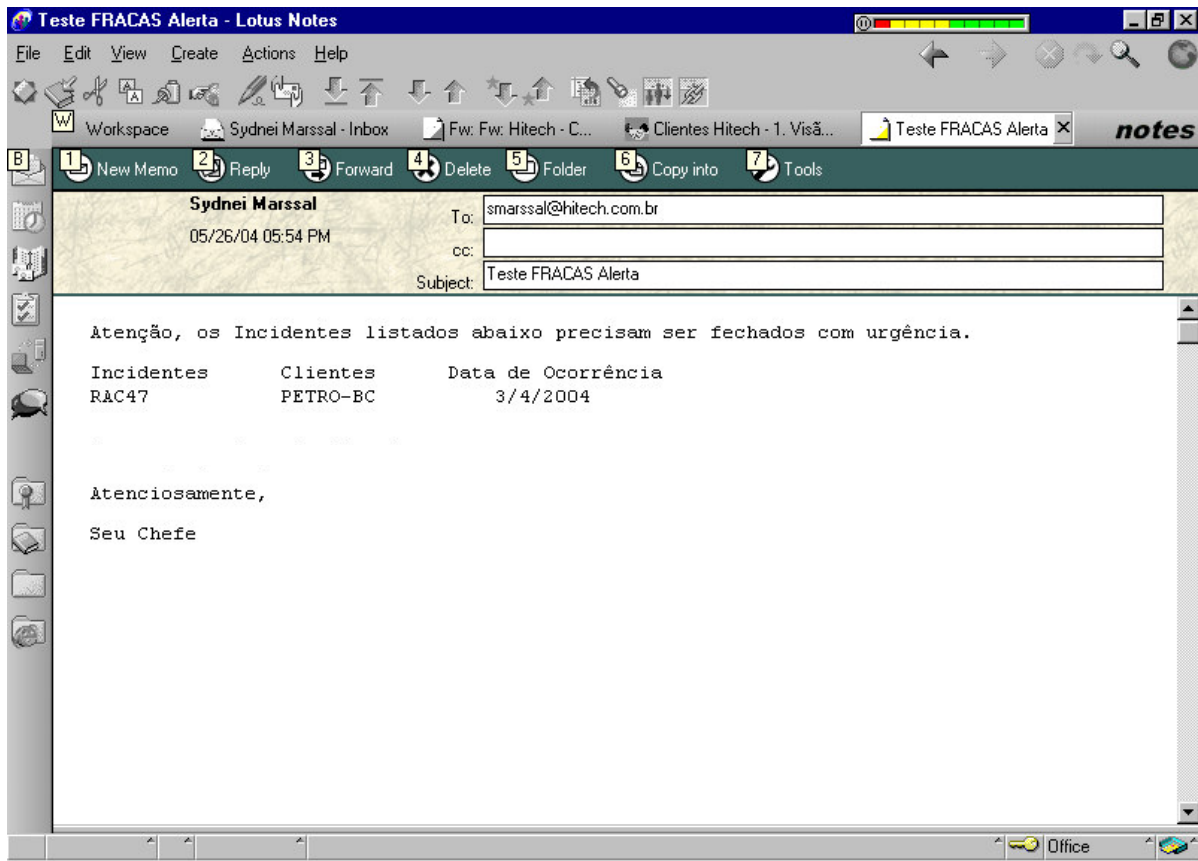 Teste FRACAS Alerta - Lotus Notes
File Edit View Create Actions Help
W Workspace Sydnei Marssal - Inbox Fw: Fw: Hitech - C... Clientes Hitech - 1. Visã... Teste FRACAS Alerta notes
B 1 New Memo 2 Reply 3 Forward 4 Delete 5 Folder 6 Copy into 7 Tools
Sydnei Marssal To: smarssal@hitech.com.br
05/26/04 05:54 PM
cc:
Subject: Teste FRACAS Alerta
Atenção, os Incidentes listados abaixo precisam ser fechados com urgência.
Incidentes Clientes Data de Ocorrência
RAC47 PETRO-BC 3/4/2004
Atenciosamente,
Seu Chefe
Office